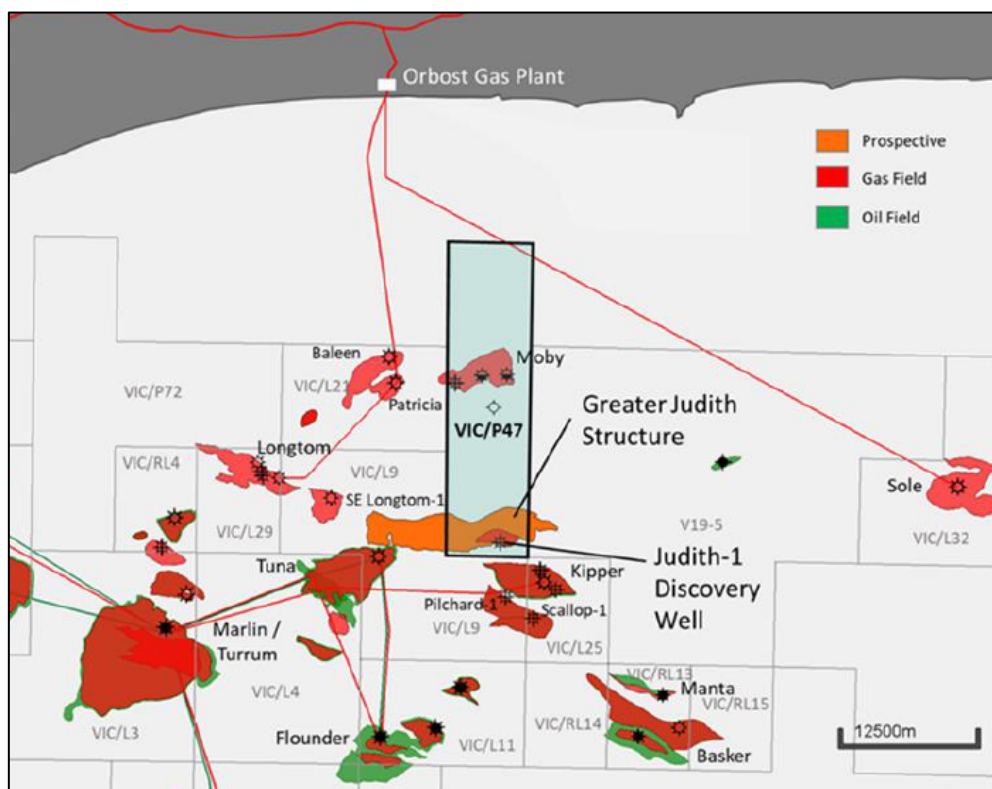 Orbost Gas Plant
Prospective
Gas Field
Oil Field
Baleen
Moby
VIC/P72
VIC/L21
Patricia
VIC/P47
Greater Judith
Structure
Longtom
VIC/RL4
VIC/L9
SE Longtom-1
Sole
VIC/L29
V19-5
VIC/L32
Judith-1
Discovery
Well
Tuna
Kipper
Pilchard-1
Scallop-1
VIC/L9
VIC/L25
Marlin /
Turrum
VIC/L4
VIC/RL13
Manta
VIC/RL15
VIC/L3
Flounder
VIC/L11
VIC/RL14
Basker
12500m